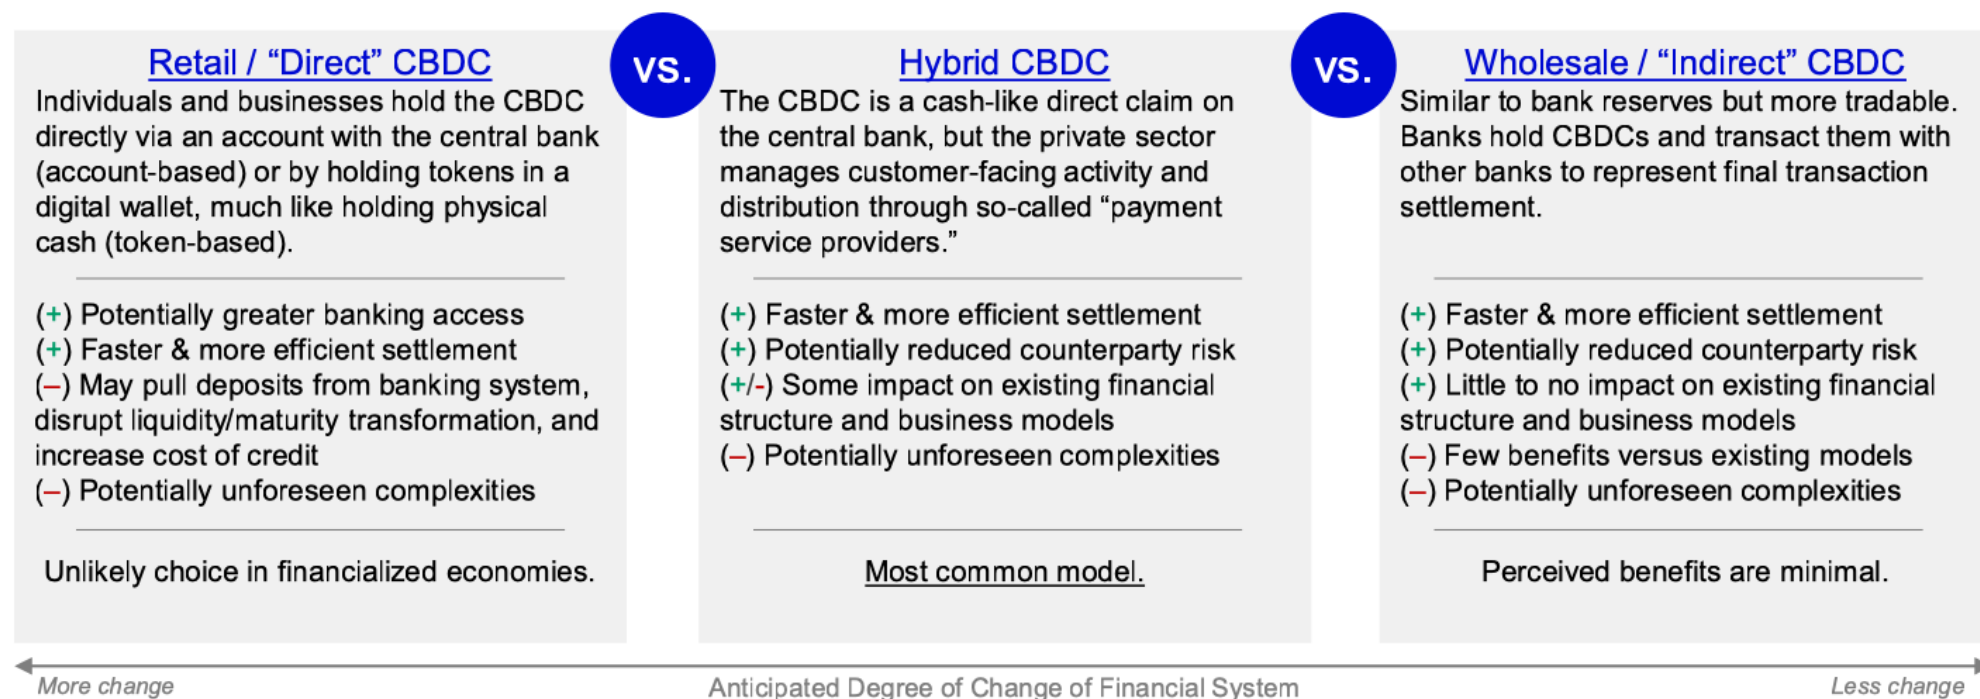 Retail / “Direct” CBDC
Individuals and businesses hold the CBDC
directly via an account with the central bank
(account-based) or by holding tokens in a
digital wallet, much like holding physical
cash (token-based).
(+) Potentially greater banking access
(+) Faster & more efficient settlement
(–) May pull deposits from banking system,
disrupt liquidity/maturity transformation, and
increase cost of credit
(–) Potentially unforeseen complexities
Unlikely choice in financialized economies.
vs.
Hybrid CBDC
The CBDC is a cash-like direct claim on
the central bank, but the private sector
manages customer-facing activity and
distribution through so-called “payment
service providers.”
(+) Faster & more efficient settlement
(+) Potentially reduced counterparty risk
(+/-) Some impact on existing financial
structure and business models
(–) Potentially unforeseen complexities
Most common model.
vs.
Wholesale / “Indirect” CBDC
Similar to bank reserves but more tradable.
Banks hold CBDCs and transact them with
other banks to represent final transaction
settlement.
(+) Faster & more efficient settlement
(+) Potentially reduced counterparty risk
(+) Little to no impact on existing financial
structure and business models
(–) Few benefits versus existing models
(–) Potentially unforeseen complexities
Perceived benefits are minimal.
More change
Anticipated Degree of Change of Financial System
Less change